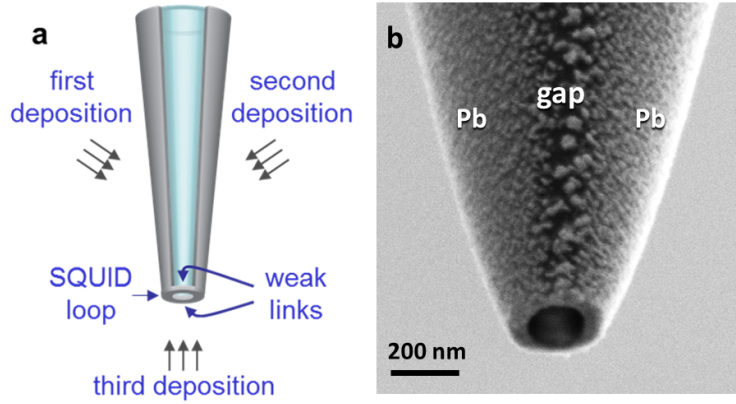 a
first
deposition
second
deposition
SQUID
loop
weak
links
third deposition
b
gap
Pb
Pb
200 nm